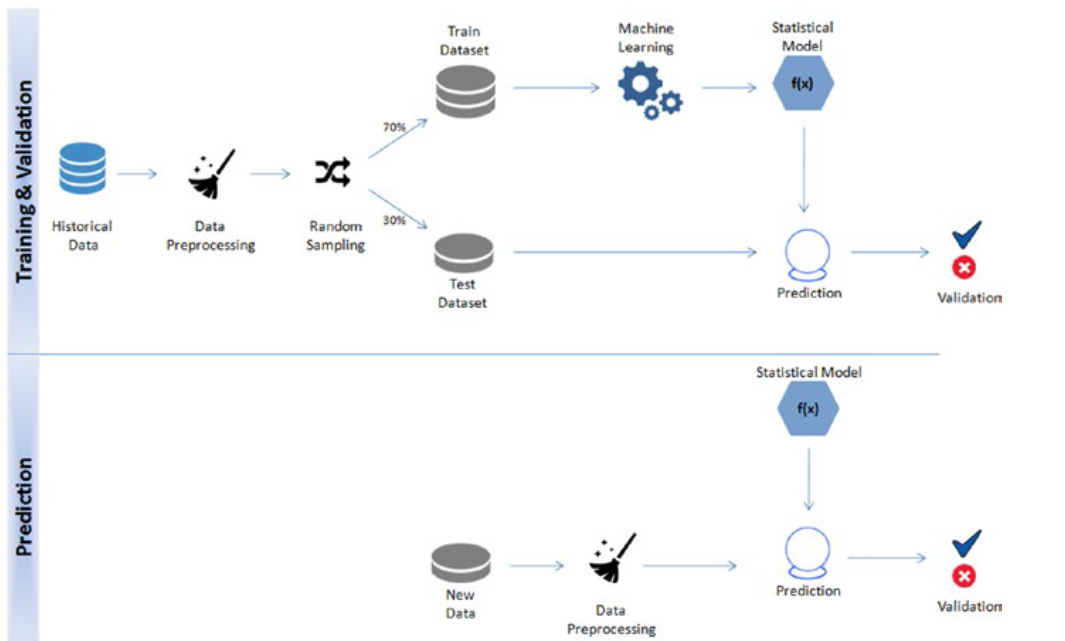 Training & Validation
Historical
Data
Data
Preprocessing
Random
Sampling
70%
30%
Train
Dataset
Test
Dataset
Machine
Learning
Statistical
Model
f(x)
Prediction
Validation
Prediction
New
Data
Data
Preprocessing
Statistical Model
f(x)
Prediction
Validation